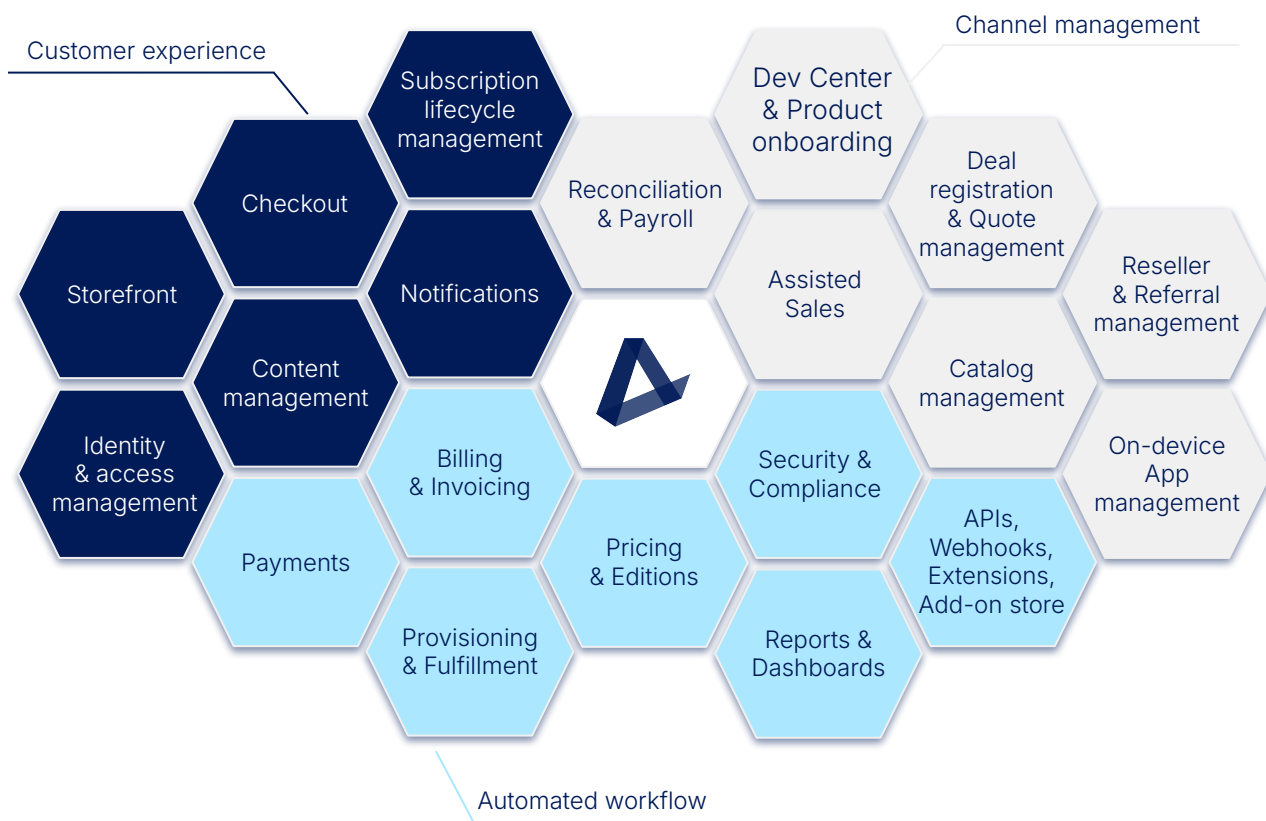 Customer experience
Channel management
Subscription
lifecycle
management
Dev Center
& Product
onboarding
Checkout
Reconciliation
& Payroll
Deal
registration
& Quote
management
Storefront
Notifications
Assisted
Sales
Reseller
& Referral
management
Content
management
Catalog
management
Identity
& access
management
Billing
& Invoicing
Security &
Compliance
On-device
App
management
Payments
Pricing
& Editions
APIs,
Webhooks,
Extensions,
Add-on store
Provisioning
& Fulfillment
Reports &
Dashboards
Automated workflow